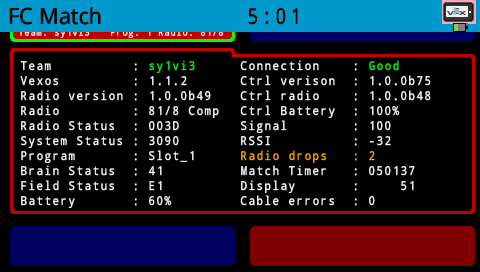 FC Match 5:01
VEX
Team: sy1vi3 Prog: 1 Radio: 81/8
Team : sy1vi3 Connection : Good
Vexos : 1.1.2 Ctrl verison : 1.0.0b75
Radio version : 1.0.0b49 Ctrl radio : 1.0.0b48
Radio : 81/8 Comp Ctrl Battery : 100%
Radio Status : 003D Signal : 100
System Status : 3090 RSSI : -32
Program : Slot_1 Radio drops : 2
Brain Status : 41 Match Timer : 050137
Field Status : E1 Display : 51
Battery : 60% Cable errors : 0